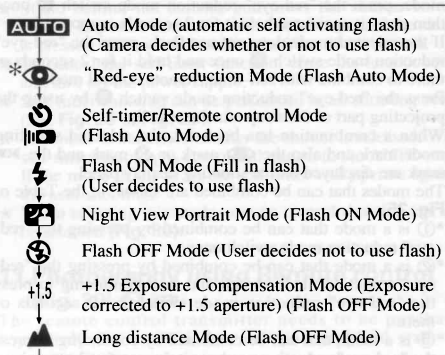 AUTO Auto Mode (automatic self activating flash)
(Camera decides whether or not to use flash)
* "Red-eye" reduction Mode (Flash Auto Mode)
Self-timer/Remote control Mode
(Flash Auto Mode)
Flash ON Mode (Fill in flash)
(User decides to use flash)
Night View Portrait Mode (Flash ON Mode)
Flash OFF Mode (User decides not to use flash)
+1.5 +1.5 Exposure Compensation Mode (Exposure
corrected to +1.5 aperture) (Flash OFF Mode)
Long distance Mode (Flash OFF Mode)